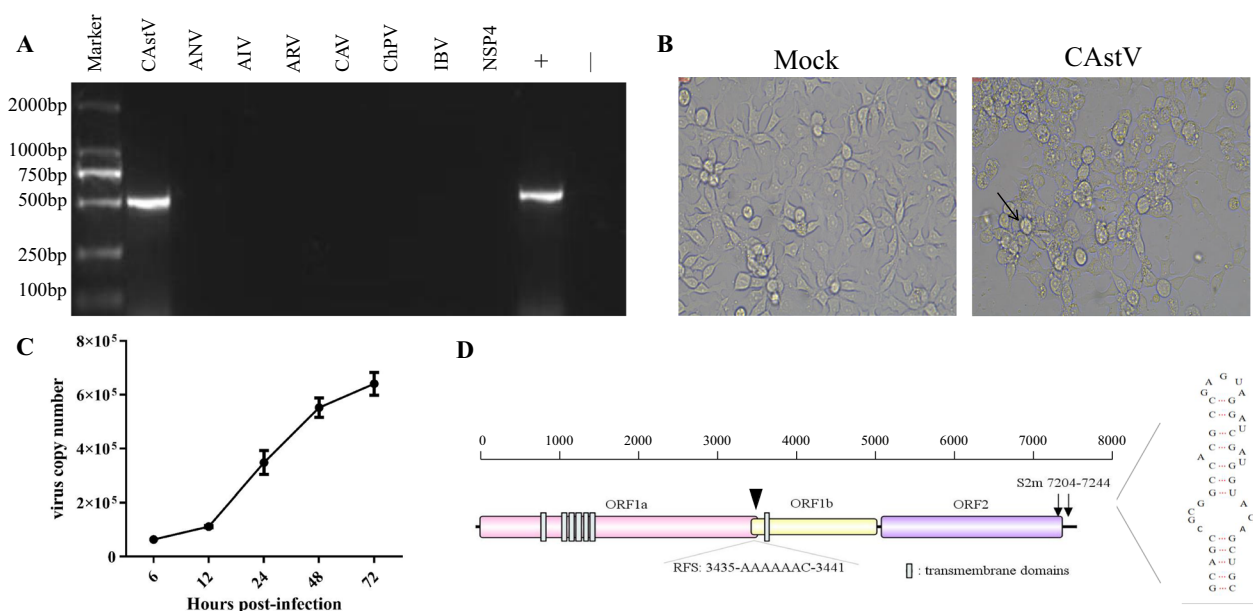 A
Marker
CAstV
ANV
AIV
ARV
CAV
ChPV
IBV
NSP4
+
—
2000bp
1000bp
750bp
500bp
250bp
100bp
B
Mock
CAstV
C
virus copy number
8×10⁵
6×10⁵
4×10⁵
2×10⁵
0
6
12
24
48
72
Hours post-infection
D
0
1000
2000
3000
4000
5000
6000
7000
8000
S2m 7204-7244
ORF1a
ORF1b
ORF2
RFS: 3435-AAAAAAC-3441
: transmembrane domains